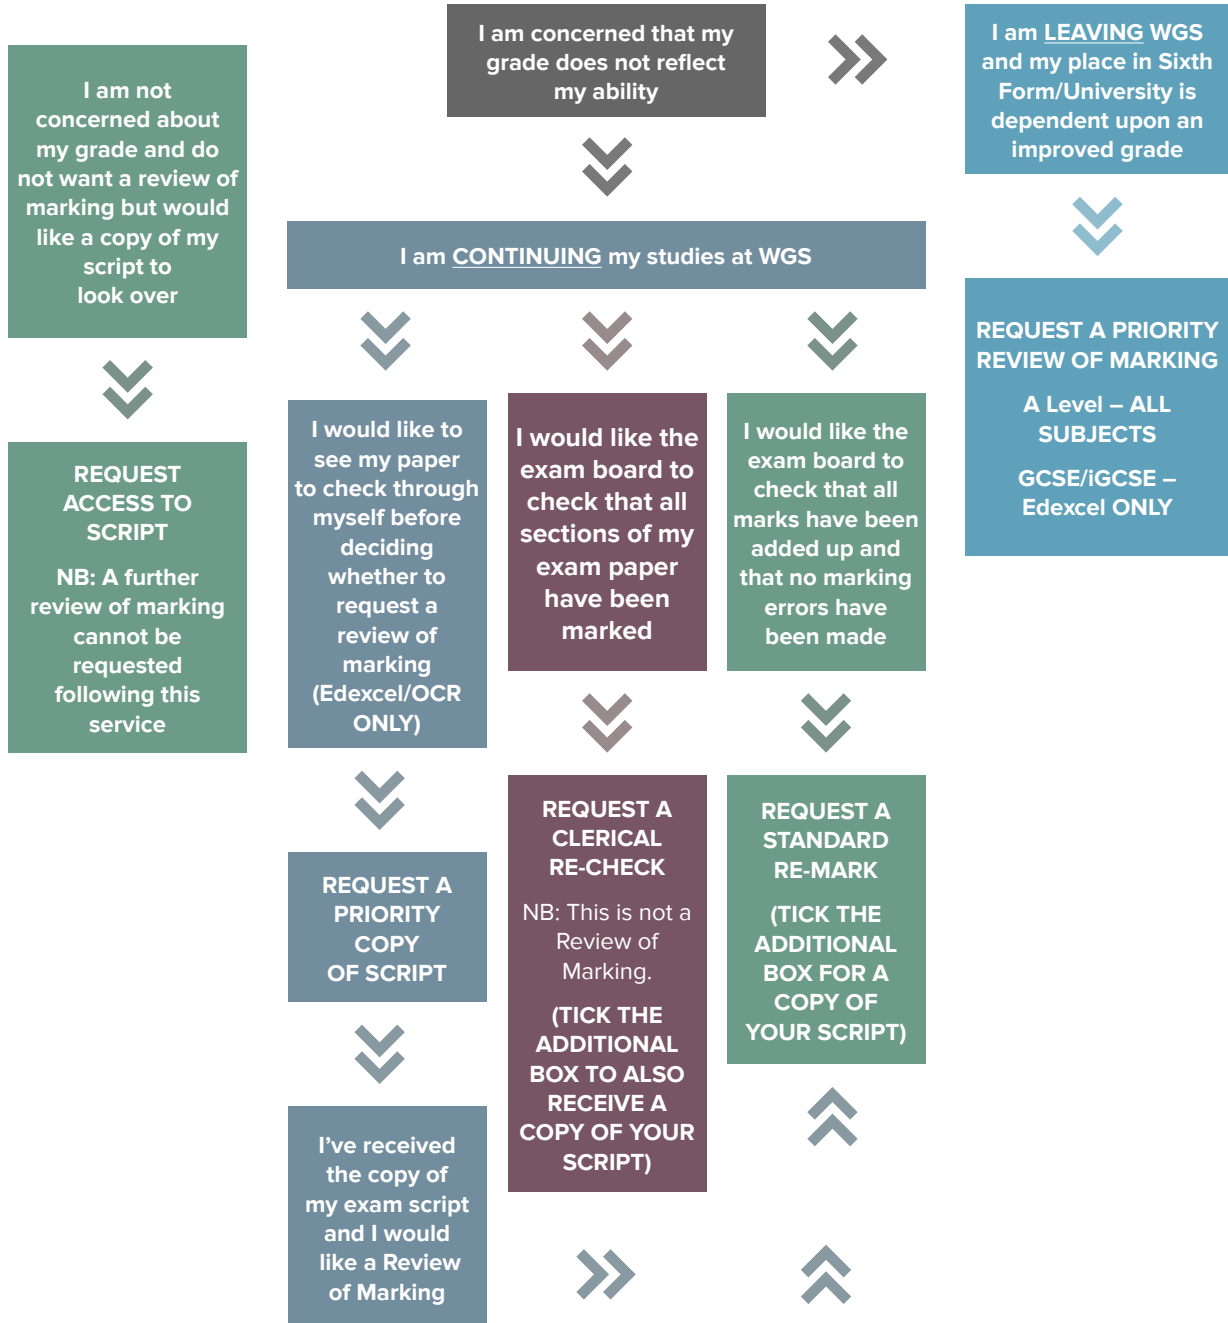 I am not
concerned about
my grade and do
not want a review of
marking but would
like a copy of my
script to
look over
REQUEST
ACCESS TO
SCRIPT
NB: A further
review of marking
cannot be
requested
following this
service
I am concerned that my
grade does not reflect
my ability
I am CONTINUING my studies at WGS
I would like to
see my paper
to check through
myself before
deciding
whether to
request a
review of
marking
(Edexcel/OCR
ONLY)
REQUEST A
PRIORITY
COPY
OF SCRIPT
I’ve received
the copy of
my exam script
and I would
like a Review
of Marking
I would like the
exam board to
check that all
sections of my
exam paper
have been
marked
REQUEST A
CLERICAL
RE-CHECK
NB: This is not a
Review of
Marking.
(TICK THE
ADDITIONAL
BOX TO ALSO
RECEIVE A
COPY OF YOUR
SCRIPT)
I would like the
exam board to
check that all
marks have been
added up and
that no marking
errors have
been made
REQUEST A
STANDARD
RE-MARK
(TICK THE
ADDITIONAL
BOX FOR A
COPY OF
YOUR SCRIPT)
I am LEAVING WGS
and my place in Sixth
Form/University is
dependent upon an
improved grade
REQUEST A PRIORITY
REVIEW OF MARKING
A Level – ALL
SUBJECTS
GCSE/iGCSE –
Edexcel ONLY